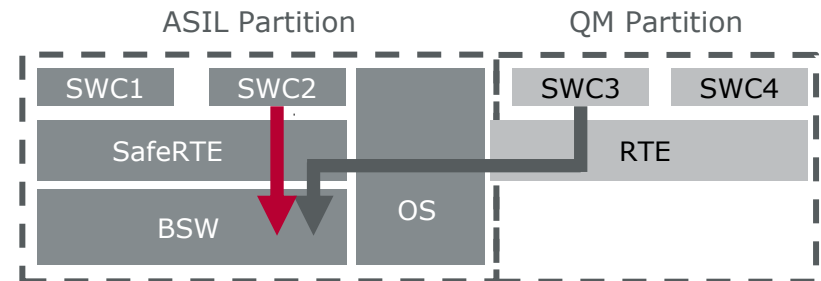 ASIL Partition QM Partition
SWC1 SWC2 SWC3 SWC4
SafeRTE RTE
BSW OS